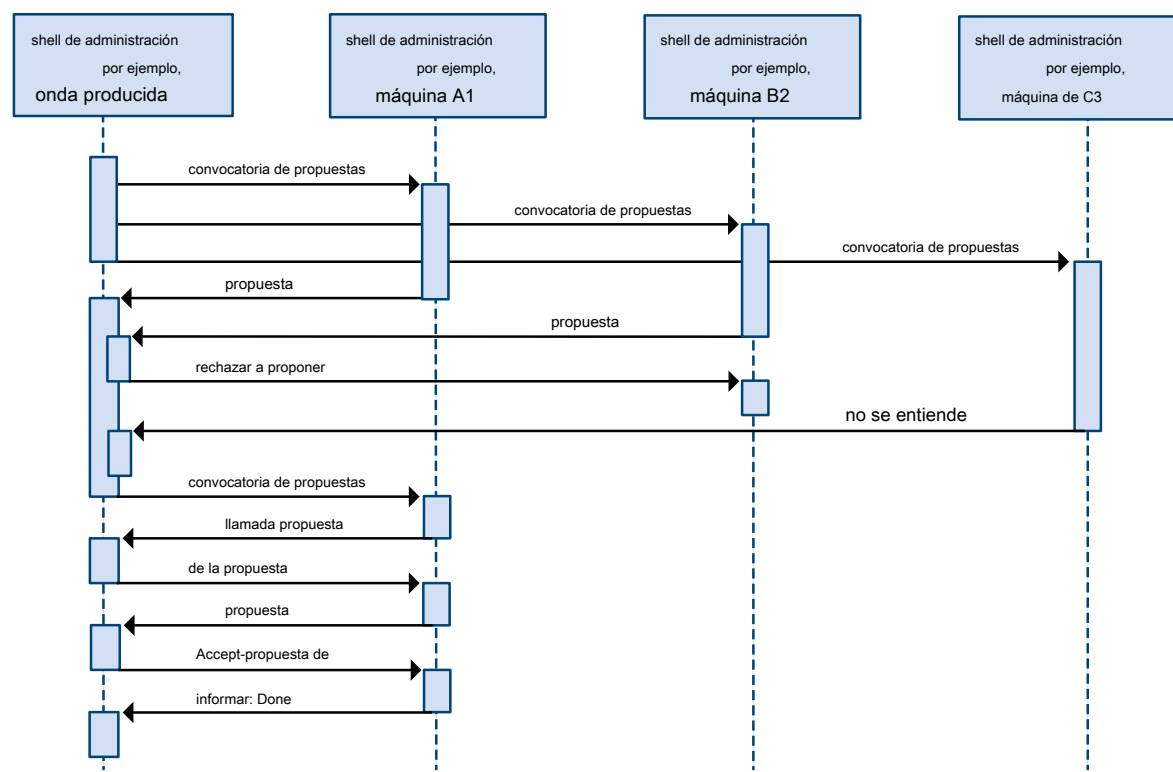 shell de administración
por ejemplo,
onda producida
shell de administración
por ejemplo,
máquina A1
shell de administración
por ejemplo,
máquina B2
shell de administración
por ejemplo,
máquina de C3
convocatoria de propuestas
convocatoria de propuestas
convocatoria de propuestas
propuesta
propuesta
rechazar a proponer
no se entiende
convocatoria de propuestas
llamada propuesta
de la propuesta
propuesta
Accept-propuesta de
informar: Done